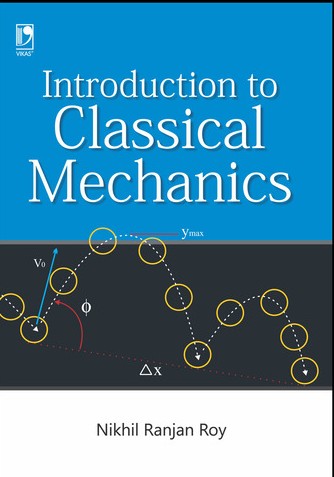 VIKAS®
Introduction to
Classical
Mechanics
ymax
V0
ϕ
△x
Nikhil Ranjan Roy